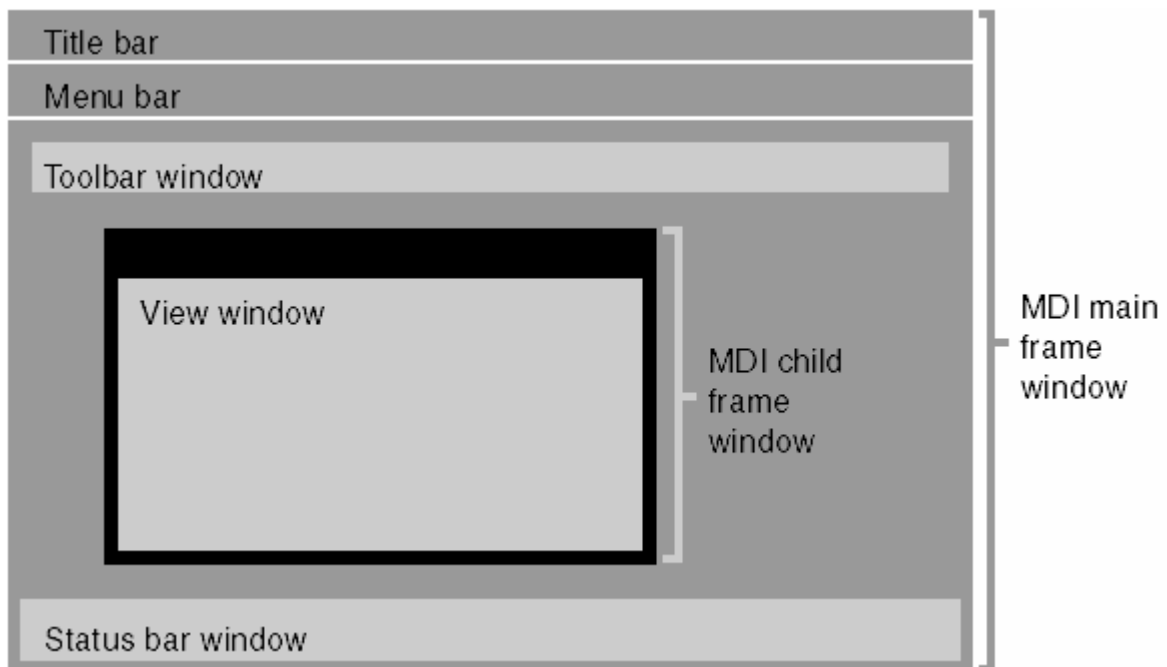 Title bar
Menu bar
Toolbar window
View window
MDI child
frame
window
MDI main
frame
window
Status bar window